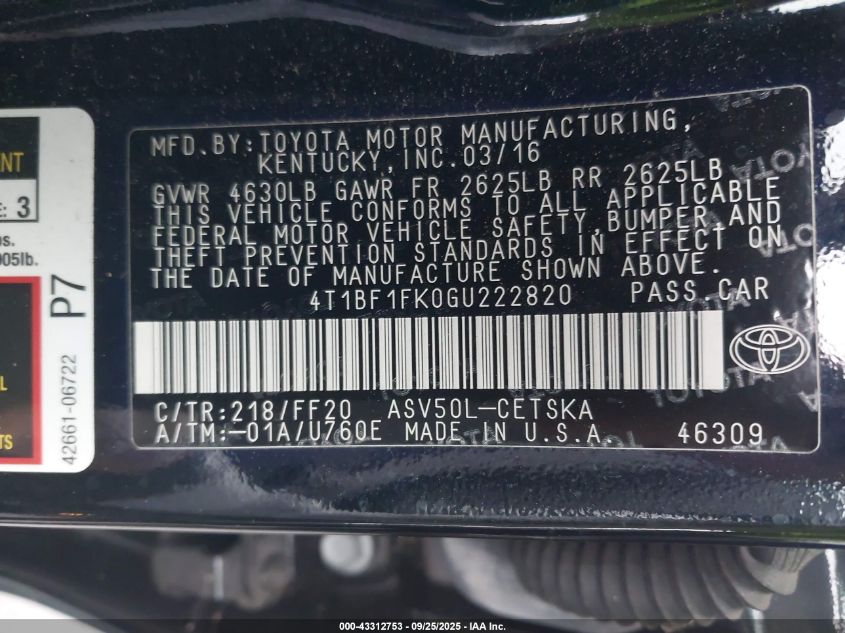 MFD. BY: TOYOTA MOTOR MANUFACTURING,
KENTUCKY, INC. 03/16
GVWR 4630LB GAWR FR 2625LB RR 2625LB
THIS VEHICLE CONFORMS TO ALL APPLICABLE
FEDERAL MOTOR VEHICLE SAFETY, BUMPER AND
THEFT PREVENTION STANDARDS IN EFFECT ON
THE DATE OF MANUFACTURE SHOWN ABOVE.
4T1BF1FK0GU222820 PASS. CAR
C/TR:218/FF20 ASV50L-CETSKA
A/TM:-01A/U760E MADE IN U.S.A. 46309
TOYOTA
3
P7
42661-06722
000-43312753 - 09/25/2025 - IAA Inc.